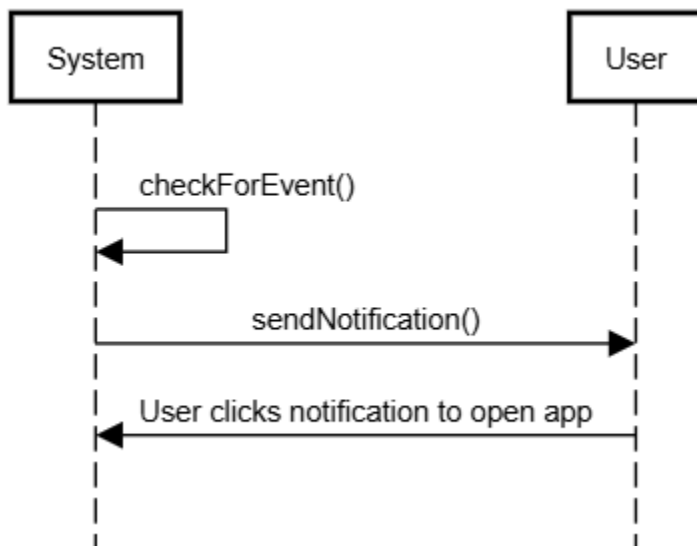 System
User
checkForEvent()
sendNotification()
User clicks notification to open app